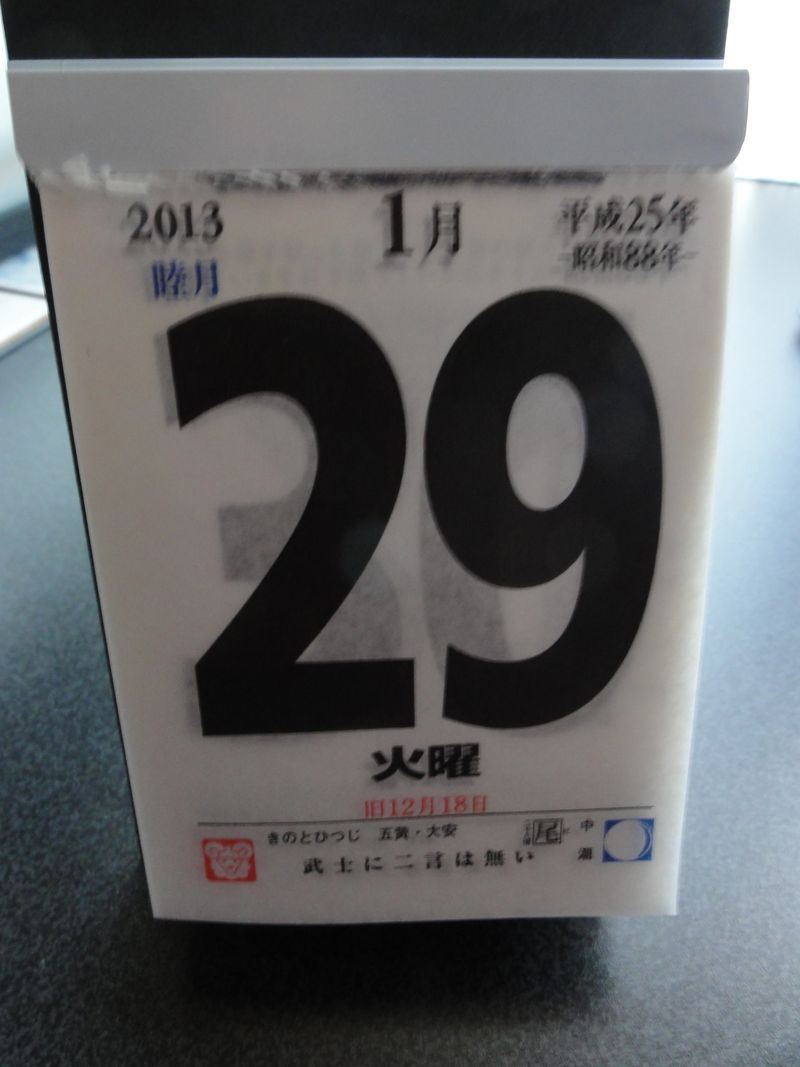 2013 1月 平成25年
睦月 昭和88年
29
火曜
旧12月18日
きのとひつじ 五黄・大安 尾 中潮
武士に二言は無い